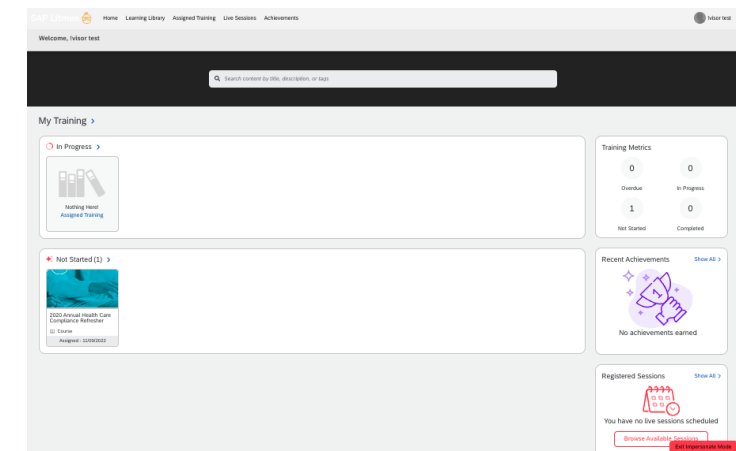 SAP Litmos
Home Learning Library Assigned Training Live Sessions Achievements
Ivisor test
Welcome, Ivisor test
Search content by title, description, or tags
My Training >
In Progress >
Nothing Here!
Assigned Training
Training Metrics
0 0
Overdue In Progress
1 0
Not Started Completed
Not Started (1) >
2020 Annual Health Care
Compliance Refresher
Course
Assigned - 11/09/2022
Recent Achievements Show All >
1
No achievements earned
Registered Sessions Show All >
You have no live sessions scheduled
Browse Available Sessions
Exit Impersonate Mode